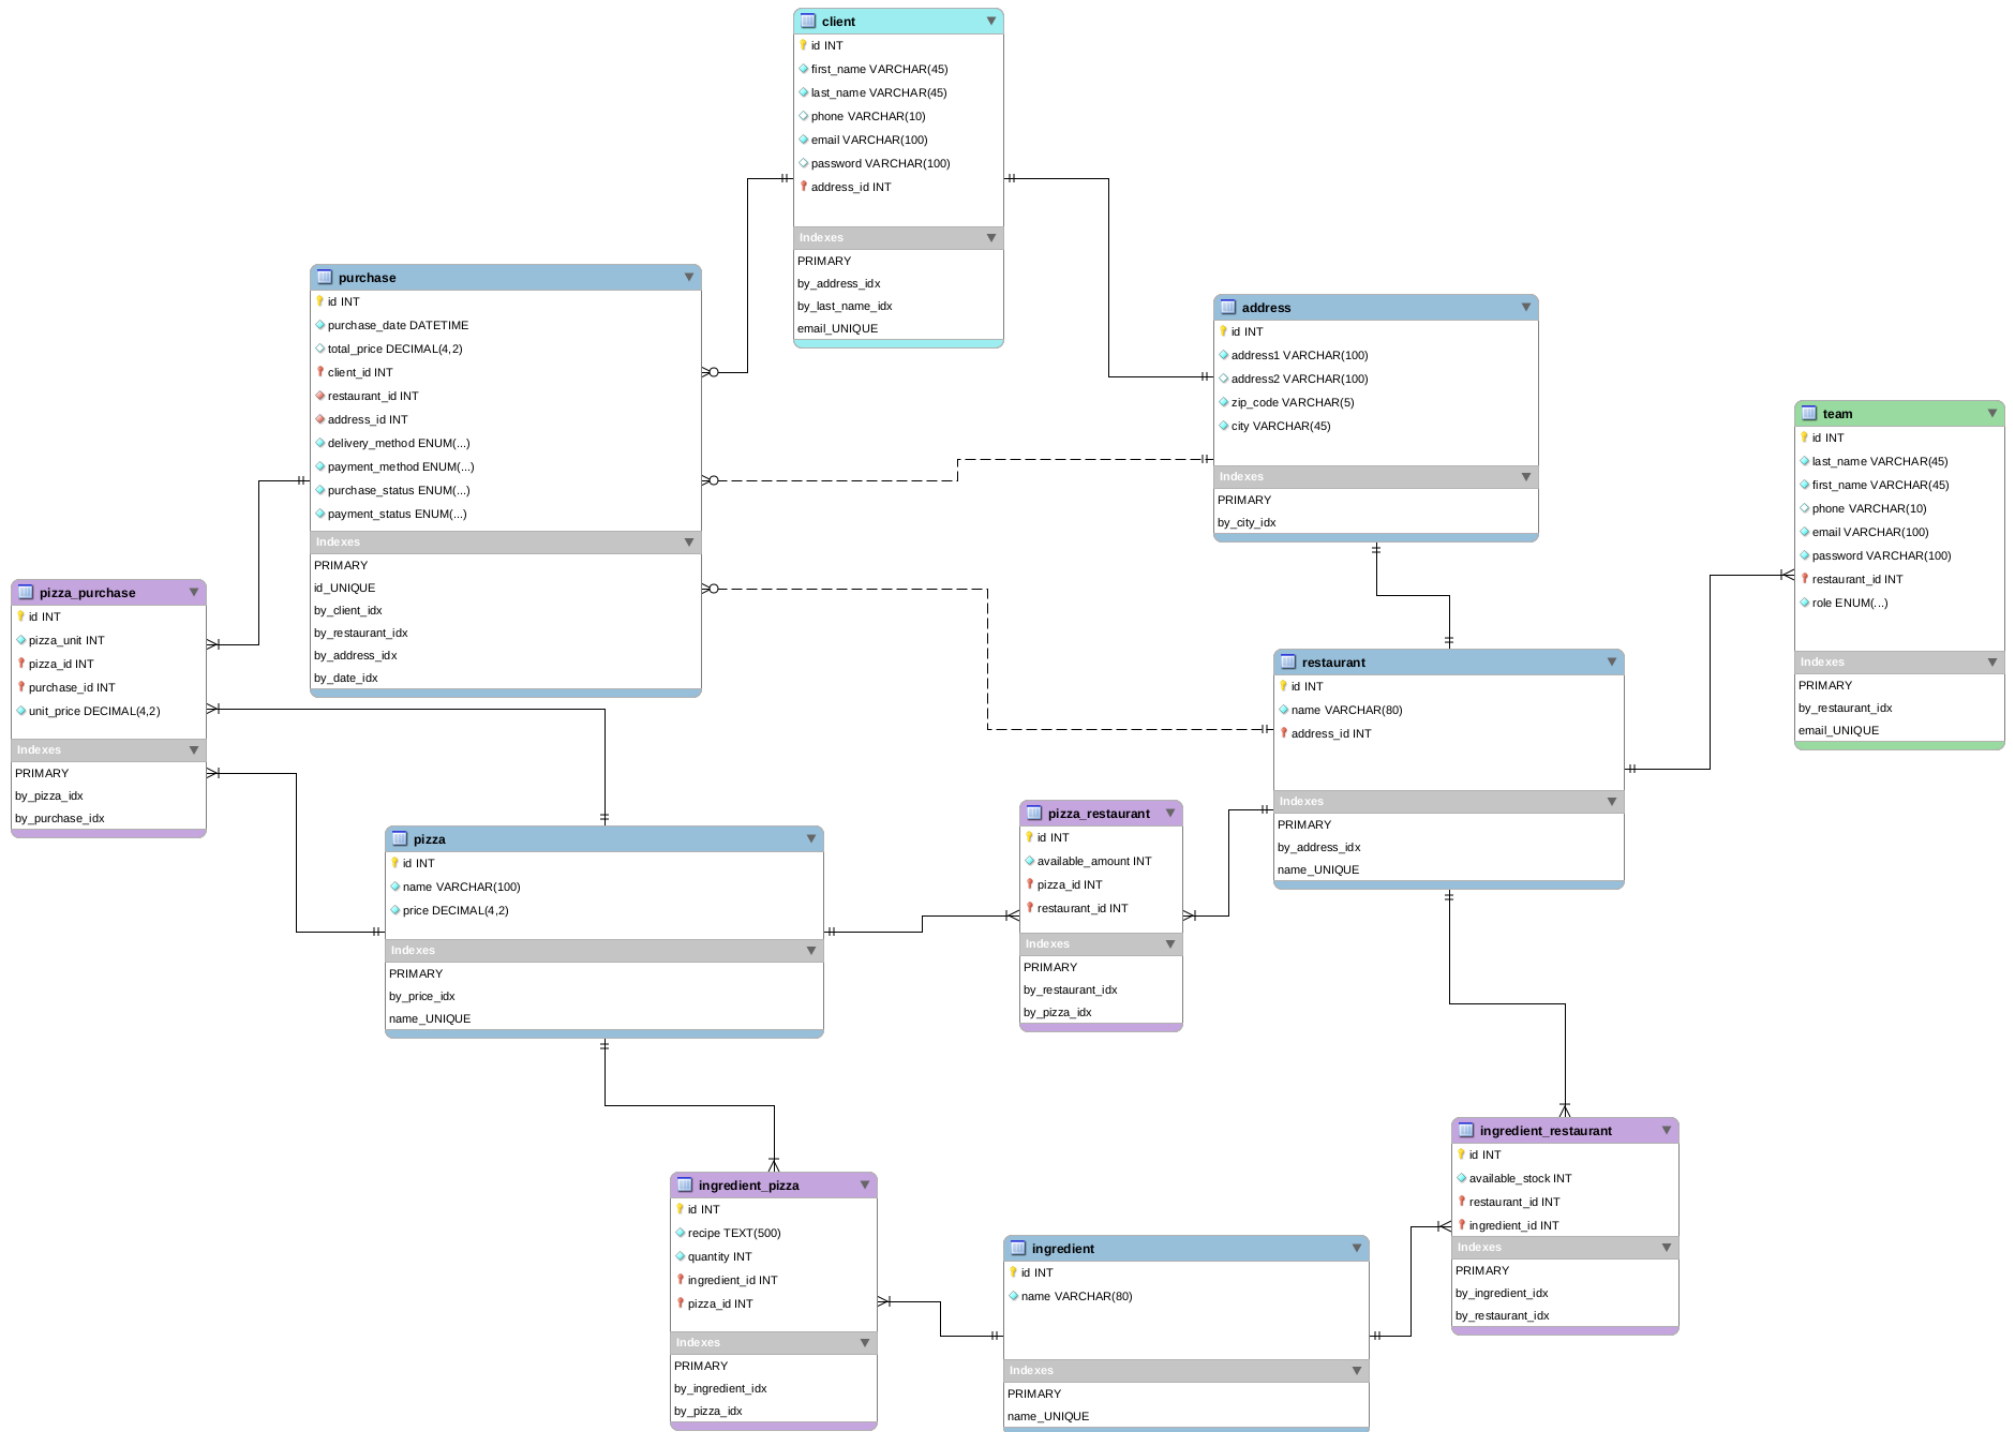 client
id INT
first_name VARCHAR(45)
last_name VARCHAR(45)
phone VARCHAR(10)
email VARCHAR(100)
password VARCHAR(100)
address_id INT
Indexes
PRIMARY
by_address_idx
by_last_name_idx
email_UNIQUE
purchase
id INT
purchase_date DATETIME
total_price DECIMAL(4,2)
client_id INT
restaurant_id INT
address_id INT
delivery_method ENUM(...)
payment_method ENUM(...)
purchase_status ENUM(...)
payment_status ENUM(...)
Indexes
PRIMARY
id_UNIQUE
by_client_idx
by_restaurant_idx
by_address_idx
by_date_idx
address
id INT
address1 VARCHAR(100)
address2 VARCHAR(100)
zip_code VARCHAR(5)
city VARCHAR(45)
Indexes
PRIMARY
by_city_idx
team
id INT
last_name VARCHAR(45)
first_name VARCHAR(45)
phone VARCHAR(10)
email VARCHAR(100)
password VARCHAR(100)
restaurant_id INT
role ENUM(...)
Indexes
PRIMARY
by_restaurant_idx
email_UNIQUE
pizza_purchase
id INT
pizza_unit INT
pizza_id INT
purchase_id INT
unit_price DECIMAL(4,2)
Indexes
PRIMARY
by_pizza_idx
by_purchase_idx
restaurant
id INT
name VARCHAR(80)
address_id INT
Indexes
PRIMARY
by_address_idx
name_UNIQUE
pizza
id INT
name VARCHAR(100)
price DECIMAL(4,2)
Indexes
PRIMARY
by_price_idx
name_UNIQUE
pizza_restaurant
id INT
available_amount INT
pizza_id INT
restaurant_id INT
Indexes
PRIMARY
by_restaurant_idx
by_pizza_idx
ingredient_pizza
id INT
recipe TEXT(500)
quantity INT
ingredient_id INT
pizza_id INT
Indexes
PRIMARY
by_ingredient_idx
by_pizza_idx
ingredient
id INT
name VARCHAR(80)
Indexes
PRIMARY
name_UNIQUE
ingredient_restaurant
id INT
available_stock INT
restaurant_id INT
ingredient_id INT
Indexes
PRIMARY
by_ingredient_idx
by_restaurant_idx